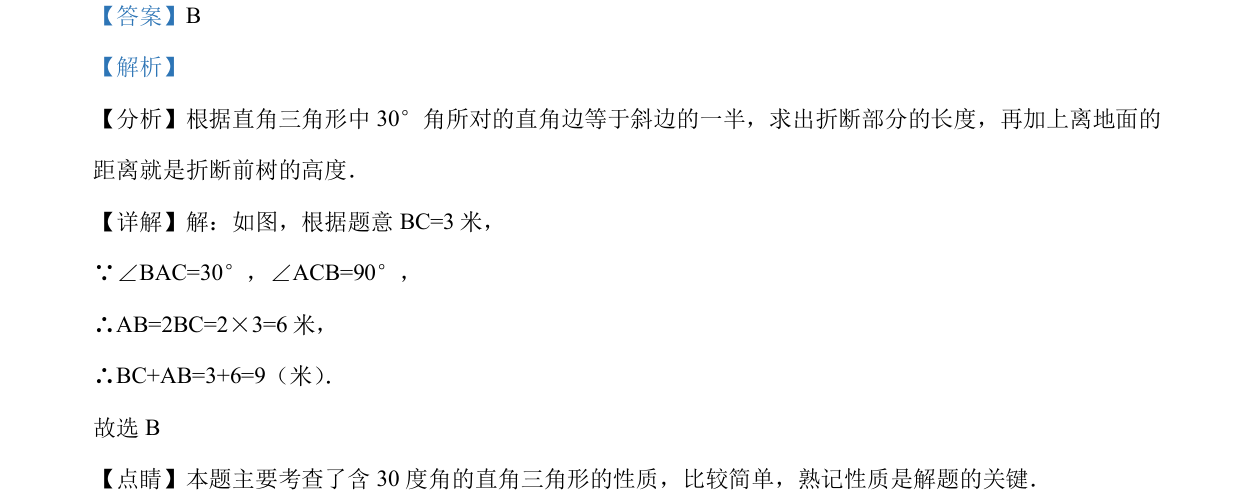 【答案】B
【解析】
【分析】根据直角三角形中 30°角所对的直角边等于斜边的一半，求出折断部分的长度，再加上离地面的
距离就是折断前树的高度．
【详解】解：如图，根据题意 BC=3 米，
∵∠BAC=30°，∠ACB=90°，
∴AB=2BC=2×3=6 米，
∴BC+AB=3+6=9（米）．
故选 B
【点睛】本题主要考查了含 30 度角的直角三角形的性质，比较简单，熟记性质是解题的关键．